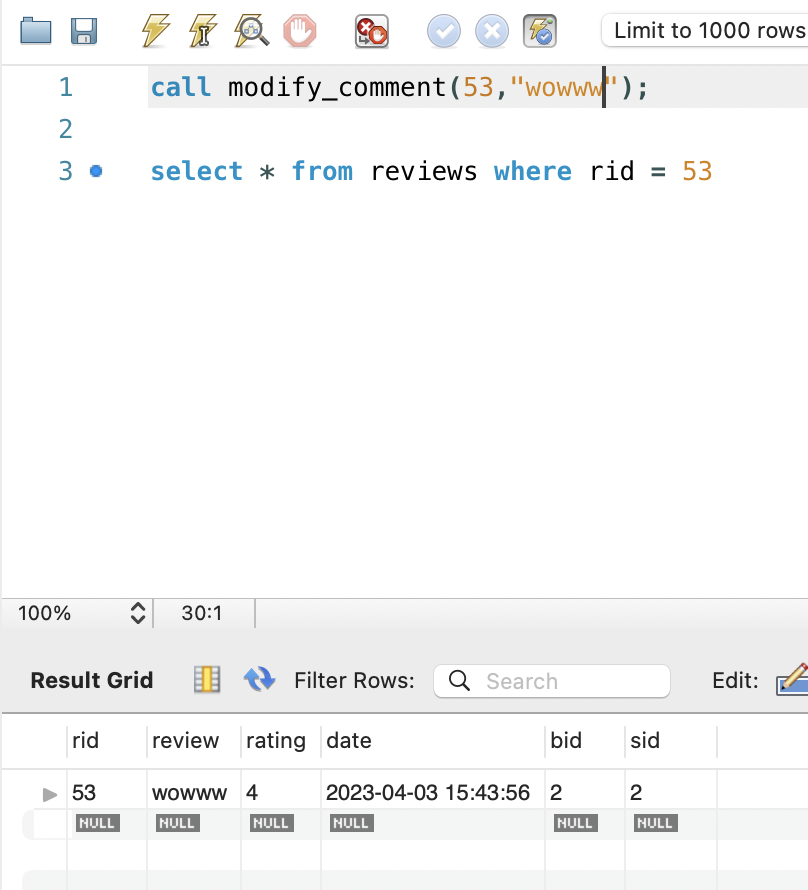 Limit to 1000 rows
1 call modify_comment(53,"wowww");
2
3 select * from reviews where rid = 53
100% 30:1
Result Grid Filter Rows: Search Edit:
rid review rating date bid sid
53 wowww 4 2023-04-03 15:43:56 2 2
NULL NULL NULL NULL NULL NULL